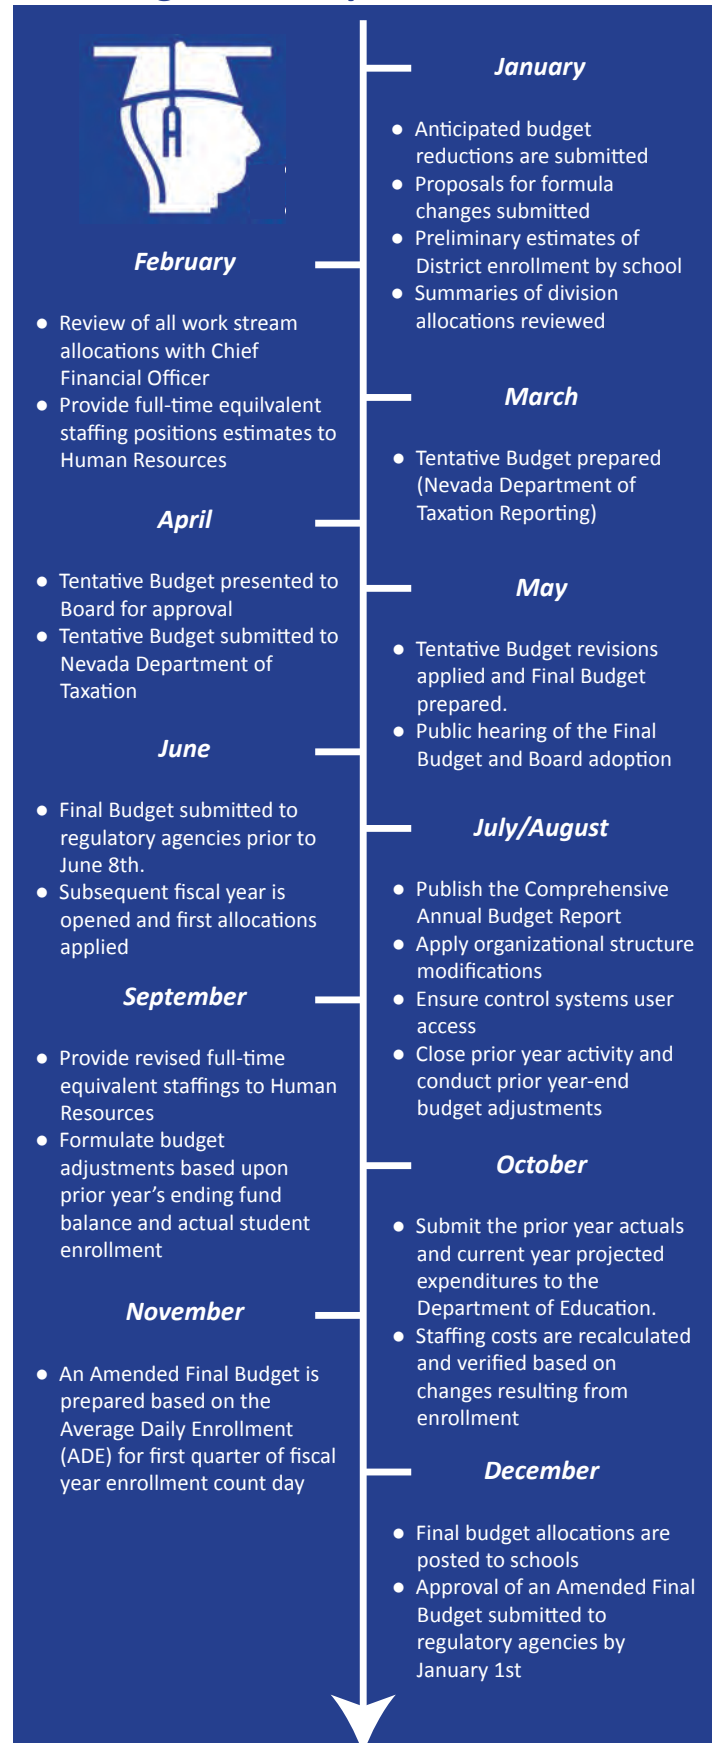 January
● Anticipated budget
reductions are submitted
● Proposals for formula
changes submitted
● Preliminary estimates of
District enrollment by school
● Summaries of division
allocations reviewed
February
● Review of all work stream
allocations with Chief
Financial Officer
● Provide full-time equilvalent
staffing positions estimates to
Human Resources
March
● Tentative Budget prepared
(Nevada Department of
Taxation Reporting)
April
● Tentative Budget presented to
Board for approval
● Tentative Budget submitted to
Nevada Department of
Taxation
May
● Tentative Budget revisions
applied and Final Budget
prepared.
● Public hearing of the Final
Budget and Board adoption
June
● Final Budget submitted to
regulatory agencies prior to
June 8th.
● Subsequent fiscal year is
opened and first allocations
applied
July/August
● Publish the Comprehensive
Annual Budget Report
● Apply organizational structure
modifications
● Ensure control systems user
access
● Close prior year activity and
conduct prior year-end
budget adjustments
September
● Provide revised full-time
equivalent staffings to Human
Resources
● Formulate budget
adjustments based upon
prior year’s ending fund
balance and actual student
enrollment
October
● Submit the prior year actuals
and current year projected
expenditures to the
Department of Education.
● Staffing costs are recalculated
and verified based on
changes resulting from
enrollment
November
● An Amended Final Budget is
prepared based on the
Average Daily Enrollment
(ADE) for first quarter of fiscal
year enrollment count day
December
● Final budget allocations are
posted to schools
● Approval of an Amended Final
Budget submitted to
regulatory agencies by
January 1st